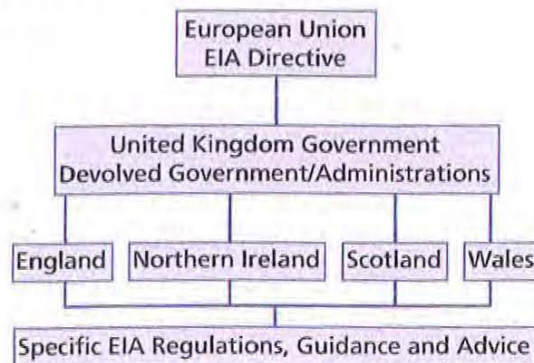 European Union
EIA Directive
United Kingdom Government
Devolved Government/Administrations
England
Northern Ireland
Scotland
Wales
Specific EIA Regulations, Guidance and Advice